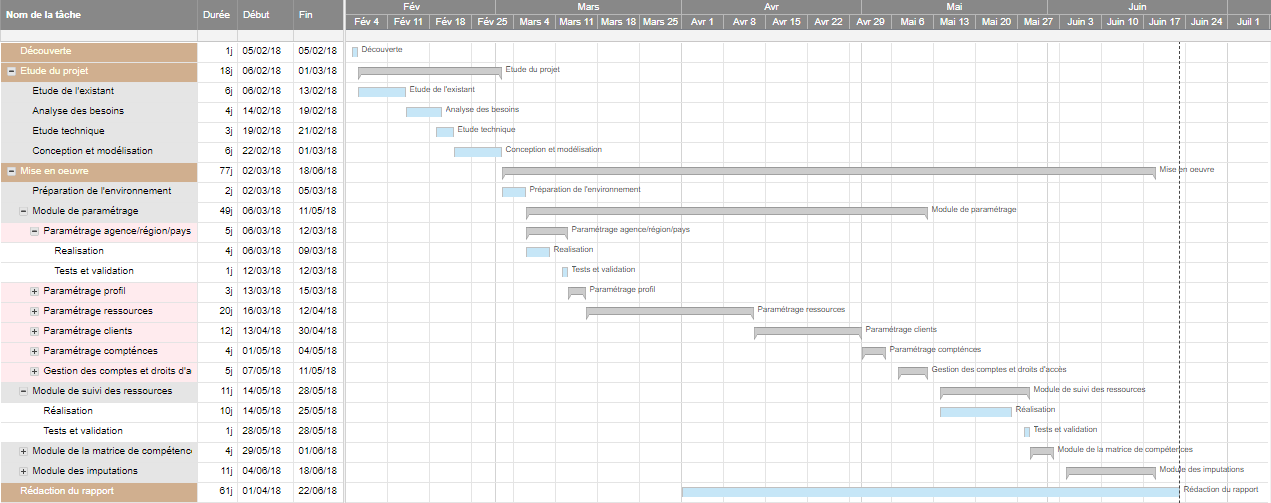 Nom de la tâche Durée Début Fin
Fév Mars Avr Mai Juin
Fév 4 Fév 11 Fév 18 Fév 25 Mars 4 Mars 11 Mars 18 Mars 25 Avr 1 Avr 8 Avr 15 Avr 22 Avr 29 Mai 6 Mai 13 Mai 20 Mai 27 Juin 3 Juin 10 Juin 17 Juin 24 Juil 1
Découverte 1j 05/02/18 05/02/18 Découverte
Etude du projet 18j 06/02/18 01/03/18 Etude du projet
Etude de l'existant 6j 06/02/18 13/02/18 Etude de l'existant
Analyse des besoins 4j 14/02/18 19/02/18 Analyse des besoins
Etude technique 3j 19/02/18 21/02/18 Etude technique
Conception et modélisation 6j 22/02/18 01/03/18 Conception et modélisation
Mise en oeuvre 77j 02/03/18 18/06/18 Mise en oeuvre
Préparation de l'environnement 2j 02/03/18 05/03/18 Préparation de l'environnement
Module de paramétrage 49j 06/03/18 11/05/18 Module de paramétrage
Paramétrage agence/région/pays 5j 06/03/18 12/03/18 Paramétrage agence/région/pays
Realisation 4j 06/03/18 09/03/18 Realisation
Tests et validation 1j 12/03/18 12/03/18 Tests et validation
Paramétrage profil 3j 13/03/18 15/03/18 Paramétrage profil
Paramétrage ressources 20j 16/03/18 12/04/18 Paramétrage ressources
Paramétrage clients 12j 13/04/18 30/04/18 Paramétrage clients
Paramétrage compténces 4j 01/05/18 04/05/18 Paramétrage compténces
Gestion des comptes et droits d'a 5j 07/05/18 11/05/18 Gestion des comptes et droits d'accès
Module de suivi des ressources 11j 14/05/18 28/05/18 Module de suivi des ressources
Réalisation 10j 14/05/18 25/05/18 Réalisation
Tests et validation 1j 28/05/18 28/05/18 Tests et validation
Module de la matrice de compétenc 4j 29/05/18 01/06/18 Module de la matrice de compétences
Module des imputations 11j 04/06/18 18/06/18 Module des imputations
Rédaction du rapport 61j 01/04/18 22/06/18 Rédaction du rapport